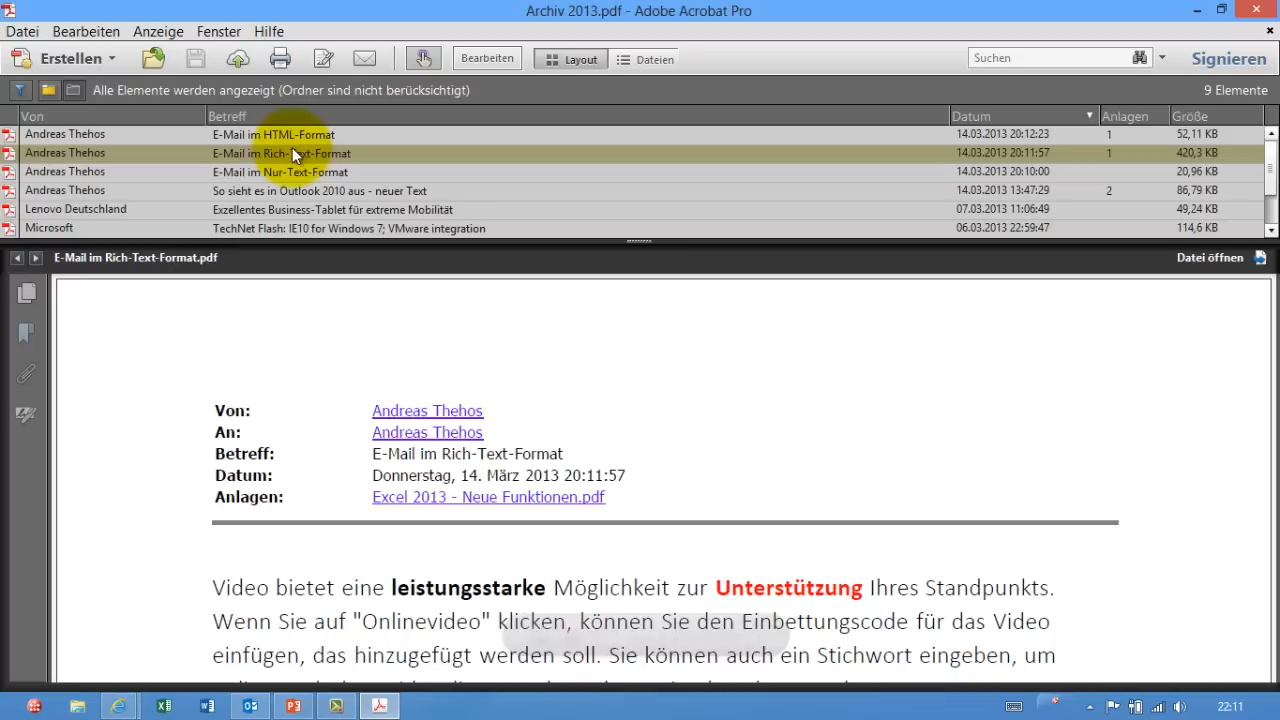 Archiv 2013.pdf - Adobe Acrobat Pro
Datei Bearbeiten Anzeige Fenster Hilfe
Erstellen Bearbeiten Layout Dateien Suchen Signieren
Alle Elemente werden angezeigt (Ordner sind nicht berücksichtigt) 9 Elemente
Von Betreff Datum Anlagen Größe
Andreas Thehos E-Mail im HTML-Format 14.03.2013 20:12:23 1 52,11 KB
Andreas Thehos E-Mail im Rich-Text-Format 14.03.2013 20:11:57 1 420,3 KB
Andreas Thehos E-Mail im Nur-Text-Format 14.03.2013 20:10:00 20,96 KB
Andreas Thehos So sieht es in Outlook 2010 aus - neuer Text 14.03.2013 13:47:29 2 86,79 KB
Lenovo Deutschland Exzellentes Business-Tablet für extreme Mobilität 07.03.2013 11:06:49 49,24 KB
Microsoft TechNet Flash: IE10 for Windows 7; VMware integration 06.03.2013 22:59:47 114,6 KB
E-Mail im Rich-Text-Format.pdf Datei öffnen
Von: Andreas Thehos
An: Andreas Thehos
Betreff: E-Mail im Rich-Text-Format
Datum: Donnerstag, 14. März 2013 20:11:57
Anlagen: Excel 2013 - Neue Funktionen.pdf
Video bietet eine leistungsstarke Möglichkeit zur Unterstützung Ihres Standpunkts.
Wenn Sie auf "Onlinevideo" klicken, können Sie den Einbettungscode für das Video
einfügen, das hinzugefügt werden soll. Sie können auch ein Stichwort eingeben, um
22:11